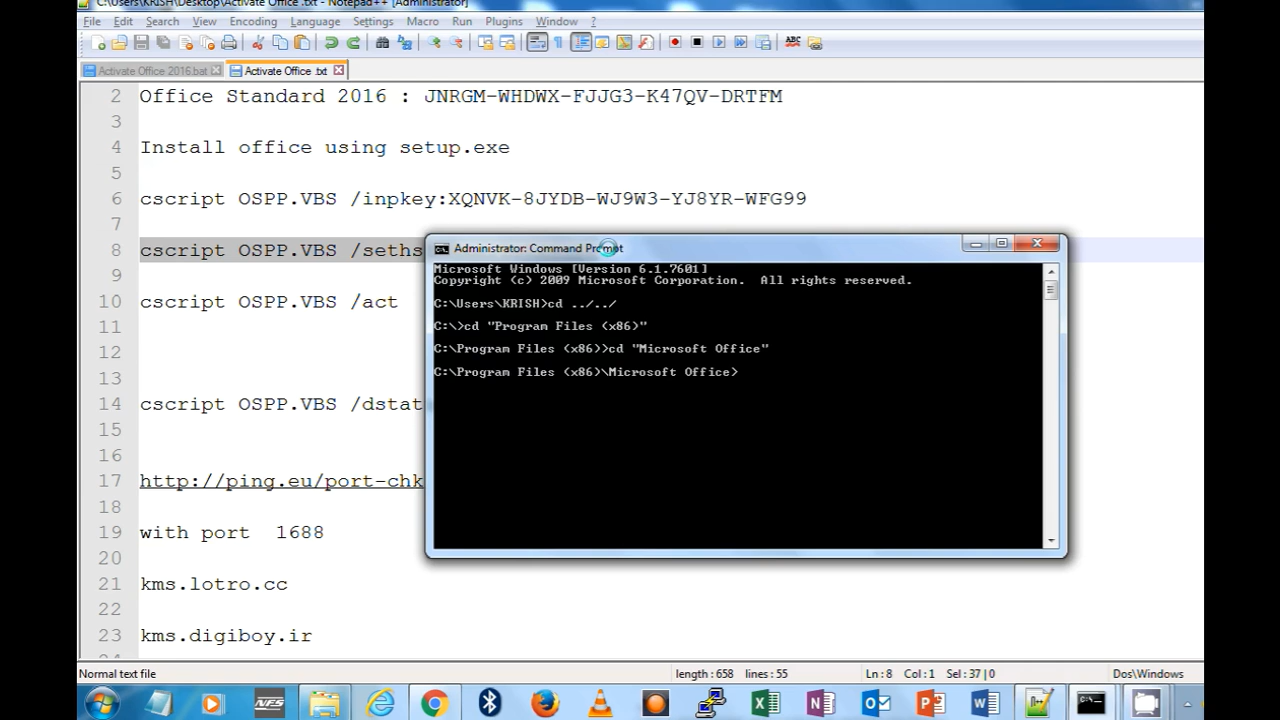 C:\Users\KRISH\Desktop\Activate Office .txt - Notepad++ [Administrator]
File Edit Search View Encoding Language Settings Macro Run Plugins Window ?
Activate Office 2016.bat Activate Office .txt
2 Office Standard 2016 : JNRGM-WHDWX-FJJG3-K47QV-DRTFM
3
4 Install office using setup.exe
5
6 cscript OSPP.VBS /inpkey:XQNVK-8JYDB-WJ9W3-YJ8YR-WFG99
7
8 cscript OSPP.VBS /seths
9
10 cscript OSPP.VBS /act
11
12
13
14 cscript OSPP.VBS /dstat
15
16
17 http://ping.eu/port-chk
18
19 with port 1688
20
21 kms.lotro.cc
22
23 kms.digiboy.ir
Administrator: Command Prompt
Microsoft Windows [Version 6.1.7601]
Copyright (c) 2009 Microsoft Corporation. All rights reserved.
C:\Users\KRISH>cd ../../
C:\>cd "Program Files (x86)"
C:\Program Files (x86)>cd "Microsoft Office"
C:\Program Files (x86)\Microsoft Office>
Normal text file length : 658 lines : 55 Ln : 8 Col : 1 Sel : 37 | 0 Dos\Windows